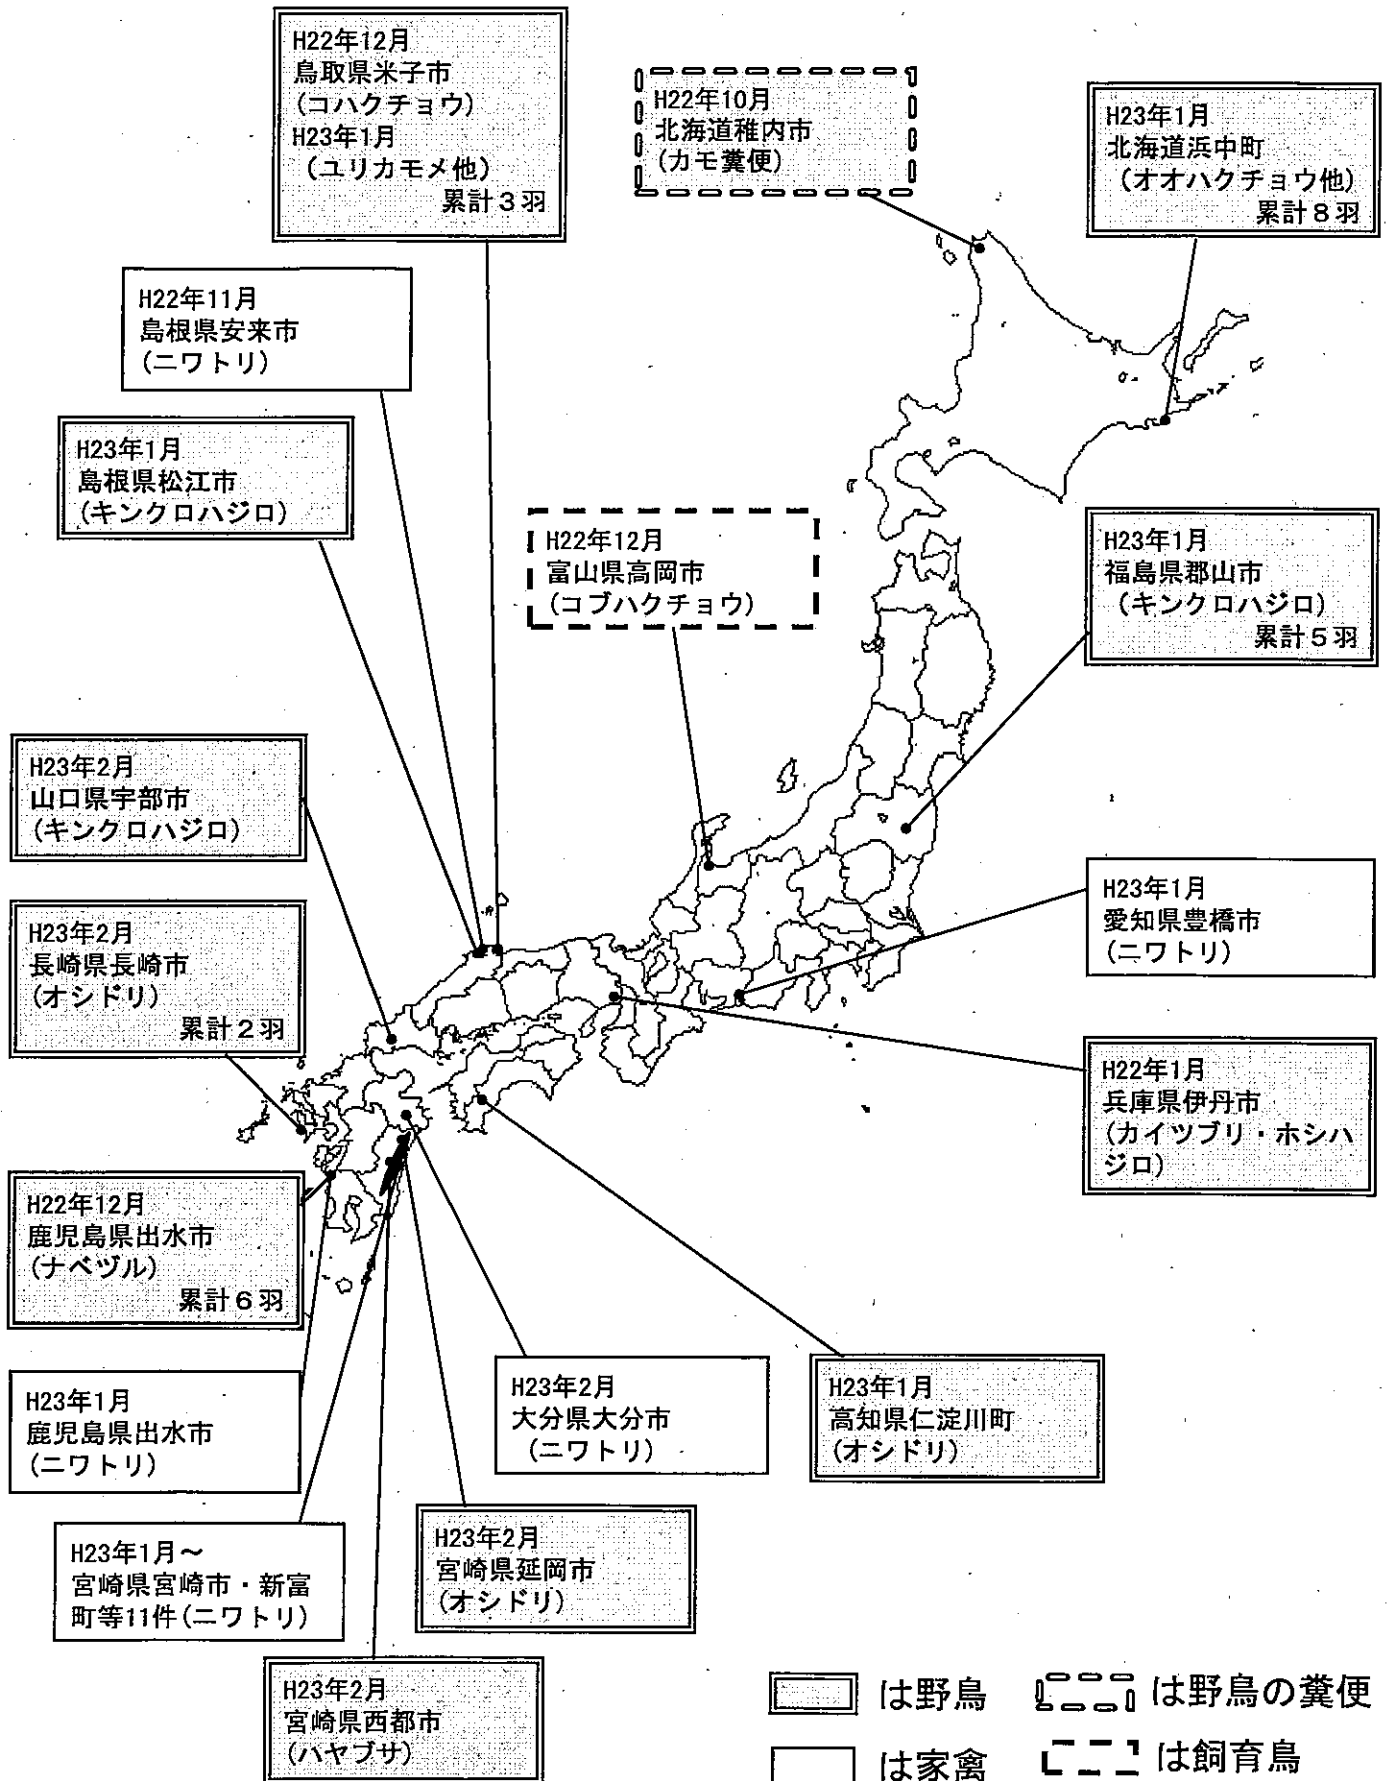 H22年12月
鳥取県米子市
(コハクチョウ)
H23年1月
(ユリカモメ他)
累計3羽
H22年10月
北海道稚内市
(カモ糞便)
H23年1月
北海道浜中町
(オオハクチョウ他)
累計8羽
H22年11月
島根県安来市
(ニワトリ)
H23年1月
島根県松江市
(キンクロハジロ)
H22年12月
富山県高岡市
(コブハクチョウ)
H23年1月
福島県郡山市
(キンクロハジロ)
累計5羽
H23年2月
山口県宇部市
(キンクロハジロ)
H23年1月
愛知県豊橋市
(ニワトリ)
H23年2月
長崎県長崎市
(オシドリ)
累計2羽
H22年1月
兵庫県伊丹市
(カイツブリ・ホシハ
ジロ)
H22年12月
鹿児島県出水市
(ナベヅル)
累計6羽
H23年1月
鹿児島県出水市
(ニワトリ)
H23年2月
大分県大分市
(ニワトリ)
H23年1月
高知県仁淀川町
(オシドリ)
H23年1月～
宮崎県宮崎市・新富
町等11件(ニワトリ)
H23年2月
宮崎県延岡市
(オシドリ)
H23年2月
宮崎県西都市
(ハヤブサ)
は野鳥
は野鳥の糞便
は家禽
は飼育鳥